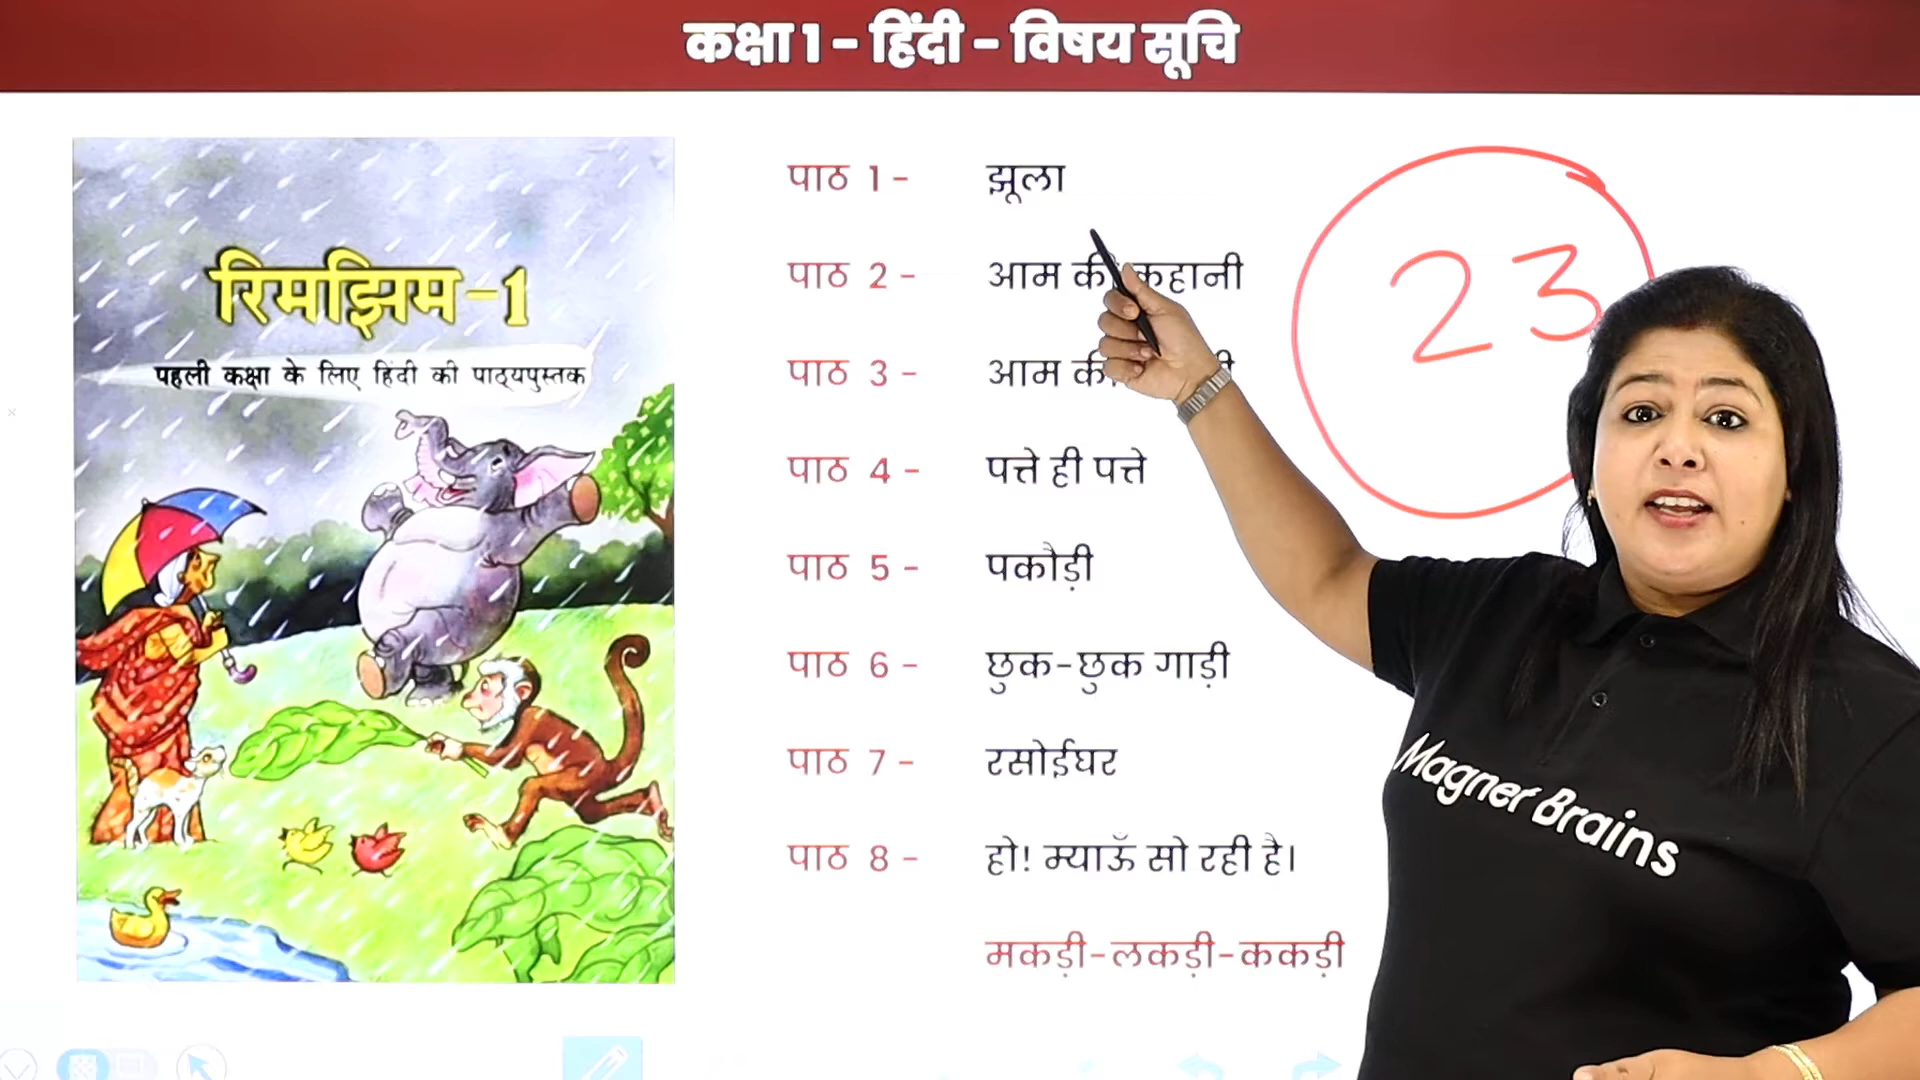 कक्षा 1 - हिंदी - विषय सूचि
रिमझिम-1
पहली कक्षा के लिए हिंदी की पाठ्यपुस्तक
पाठ 1 - झूला
पाठ 2 - आम की कहानी
पाठ 3 - आम की
पाठ 4 - पत्ते ही पत्ते
पाठ 5 - पकौड़ी
पाठ 6 - छुक-छुक गाड़ी
पाठ 7 - रसोईघर
पाठ 8 - हो! म्याऊँ सो रही है।
मकड़ी-लकड़ी-ककड़ी
23
Magnet Brains